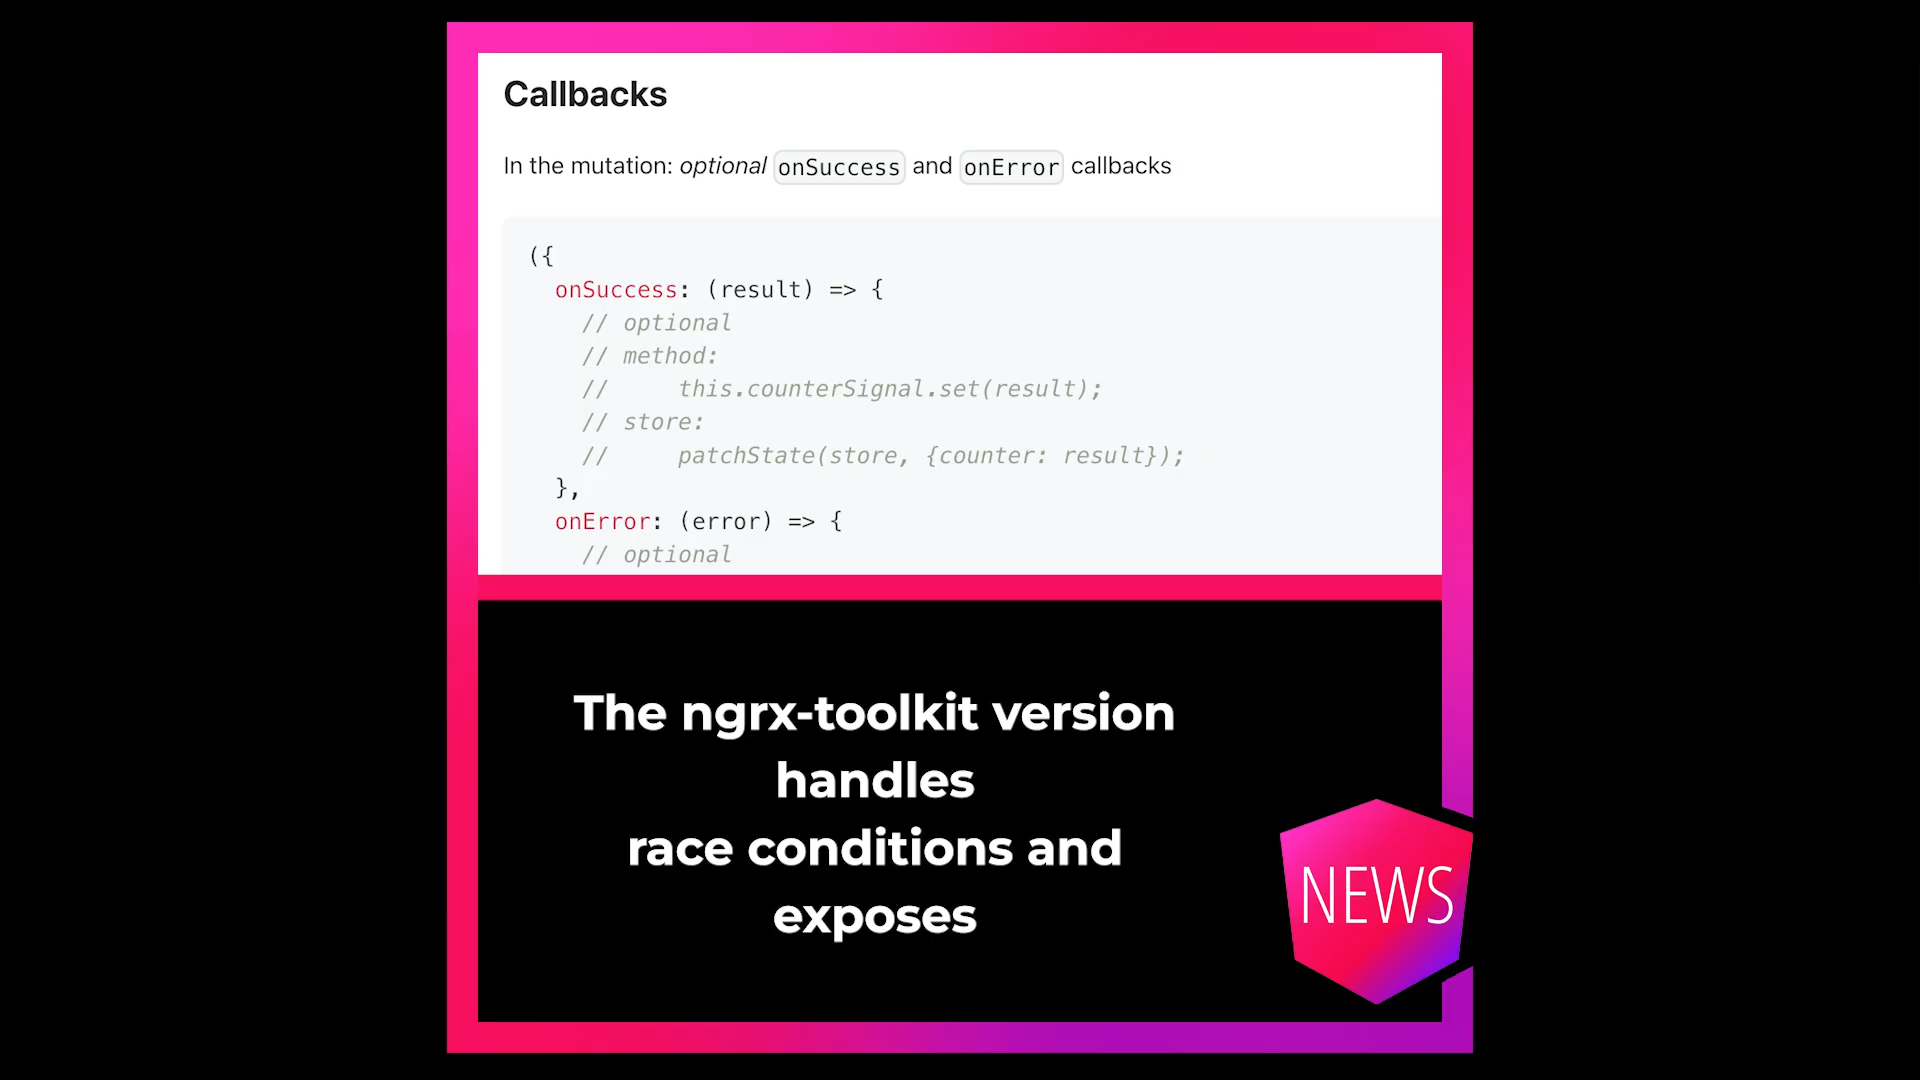 Callbacks
In the mutation: optional onSuccess and onError callbacks
({
  onSuccess: (result) => {
    // optional
    // method:
    //     this.counterSignal.set(result);
    // store:
    //     patchState(store, {counter: result});
  },
  onError: (error) => {
    // optional
The ngrx-toolkit version
handles
race conditions and
exposes
NEWS